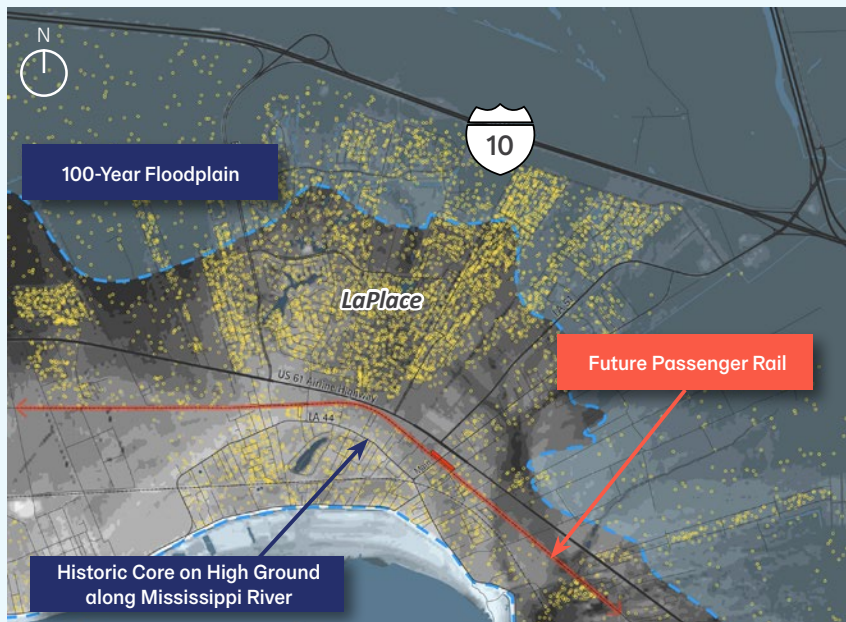 N
10
100-Year Floodplain
LaPlace
Future Passenger Rail
US 61 Airline Highway
LA 44
Historic Core on High Ground
along Mississippi River